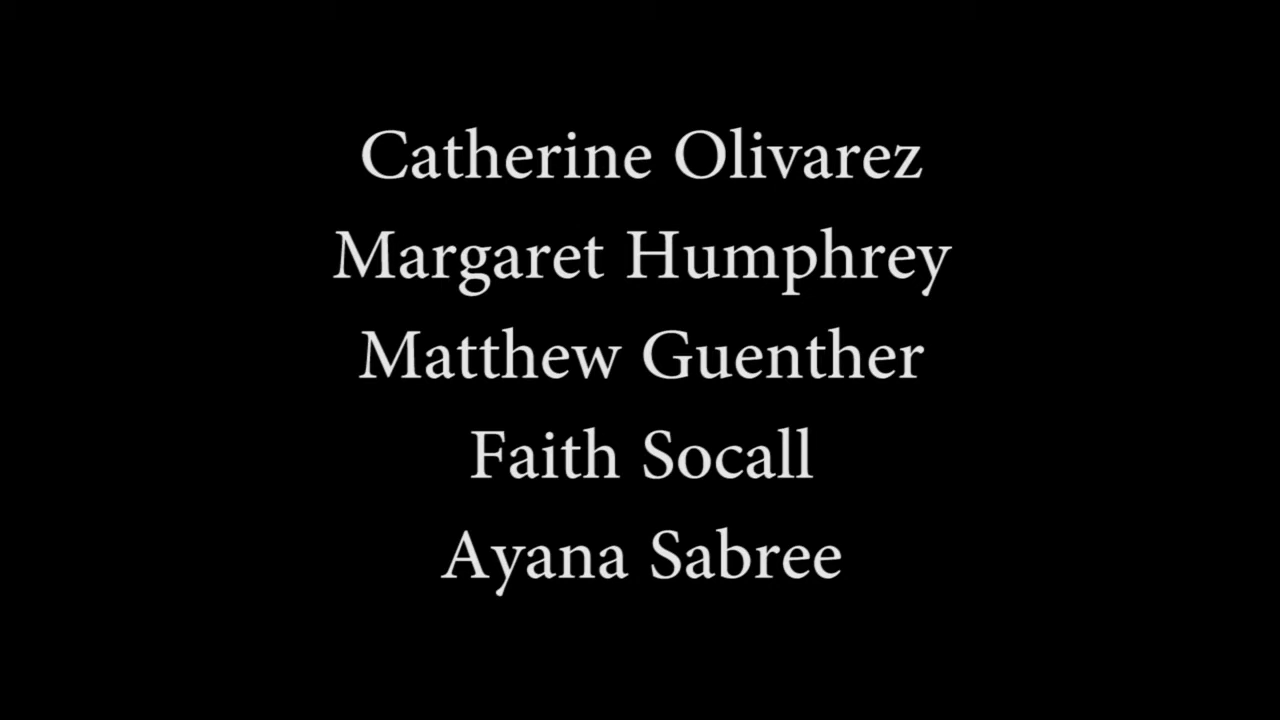 Catherine Olivarez
Margaret Humphrey
Matthew Guenther
Faith Socall
Ayana Sabree